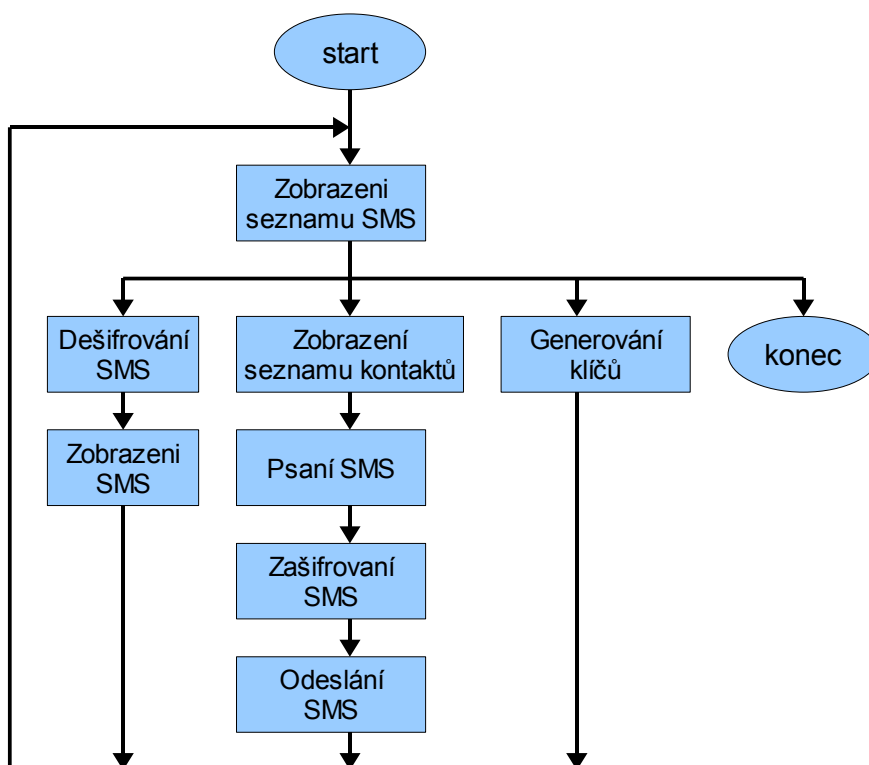 start
Zobrazeni
seznamu SMS
Dešifrování
SMS
Zobrazení
seznamu kontaktů
Generování
klíčů
konec
Zobrazeni
SMS
Psaní SMS
Zašifrovaní
SMS
Odeslání
SMS